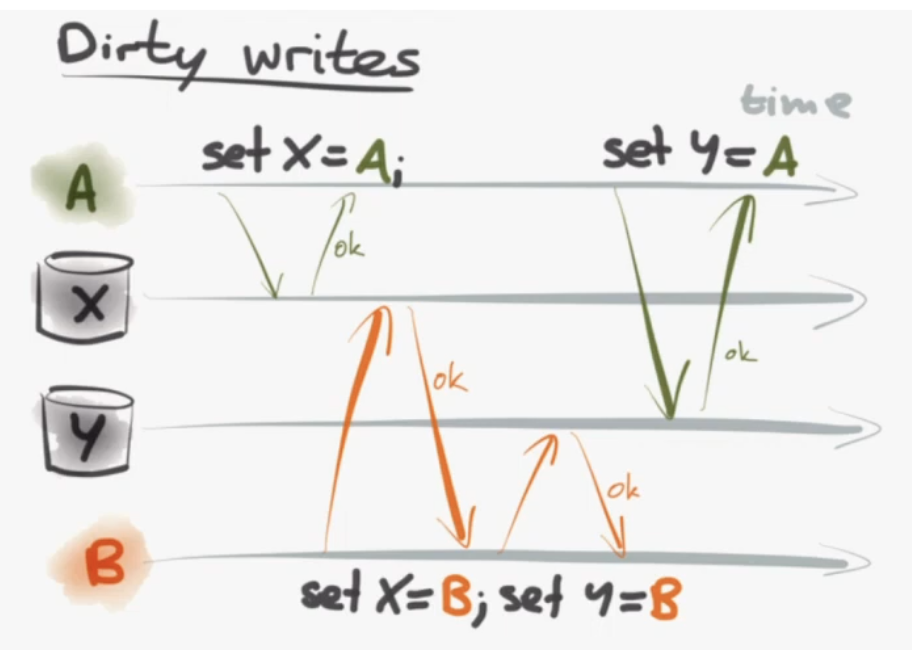 Dirty writes
time
set x = A; set y = A
A
ok
X
ok
ok
Y
ok
B
set x = B; set y = B